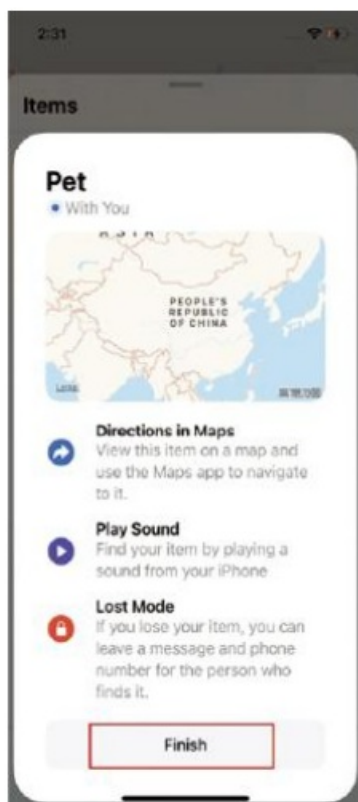 2:31
Items
Pet
With You
A S I A
PEOPLE'S
REPUBLIC
OF CHINA
Legal
Directions in Maps
View this item on a map and
use the Maps app to navigate
to it.
Play Sound
Find your item by playing a
sound from your iPhone
Lost Mode
If you lose your item, you can
leave a message and phone
number for the person who
finds it.
Finish